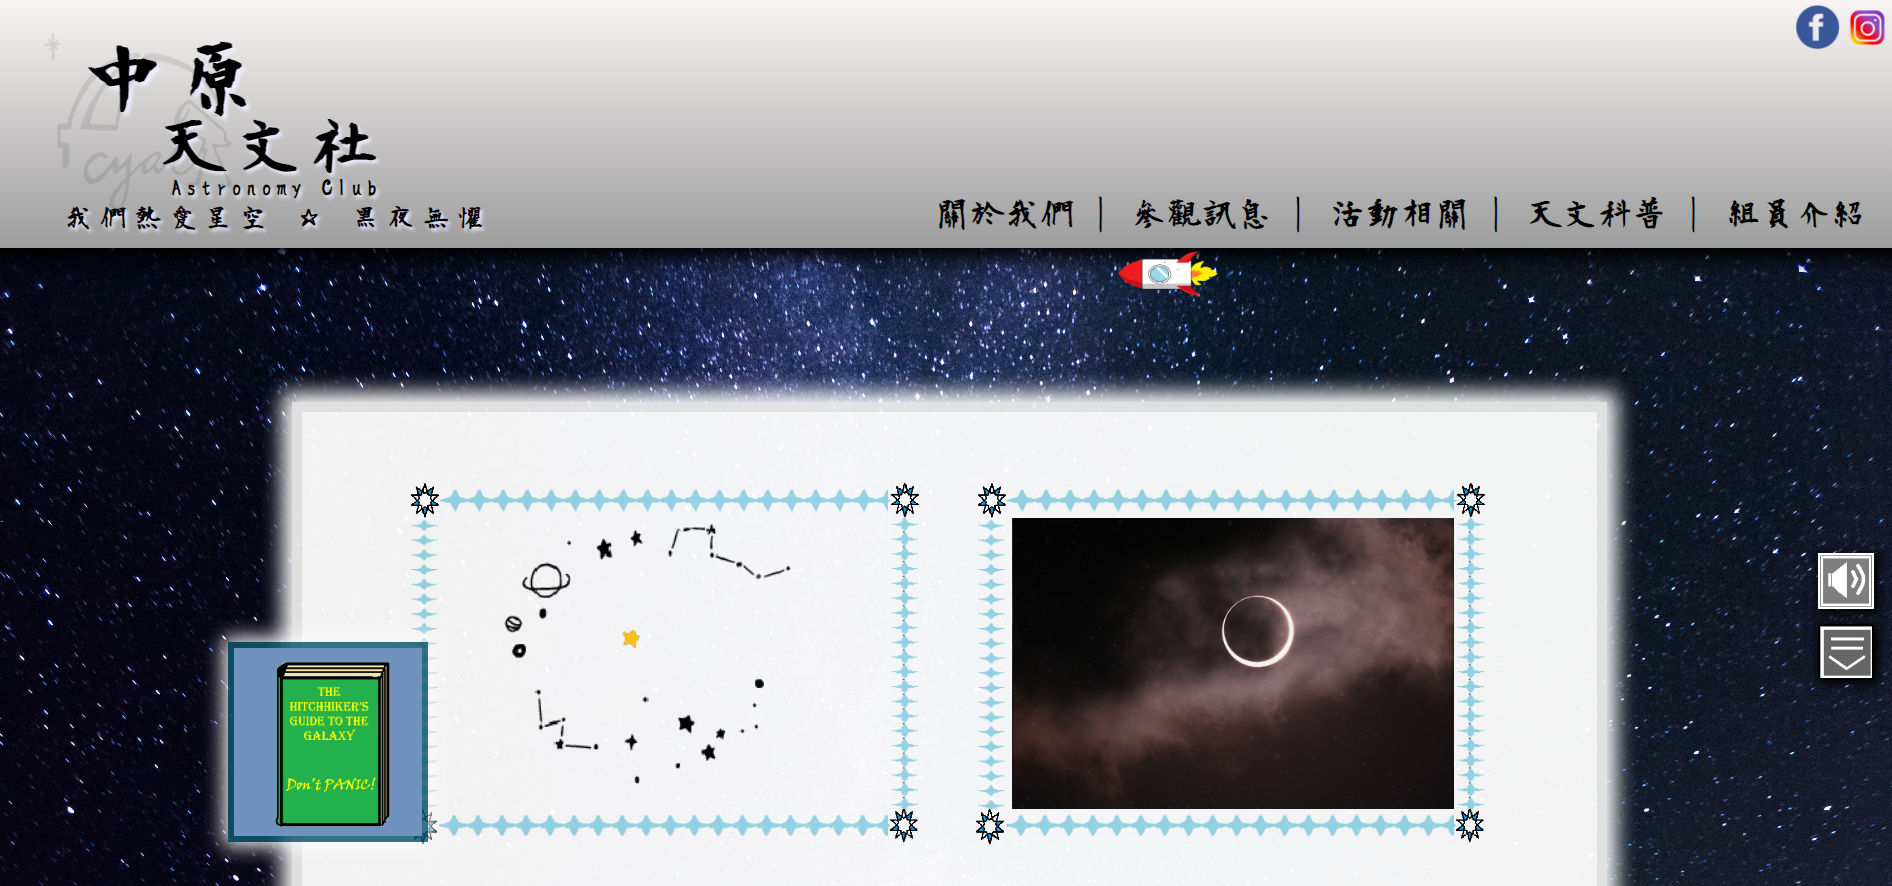 中原
天文社
Astronomy Club
我們熱愛星空 ☆ 黑夜無懼
關於我們 | 參觀訊息 | 活動相關 | 天文科普 | 組員介紹
THE
HITCHHIKER'S
GUIDE TO THE
GALAXY
Don't PANIC!